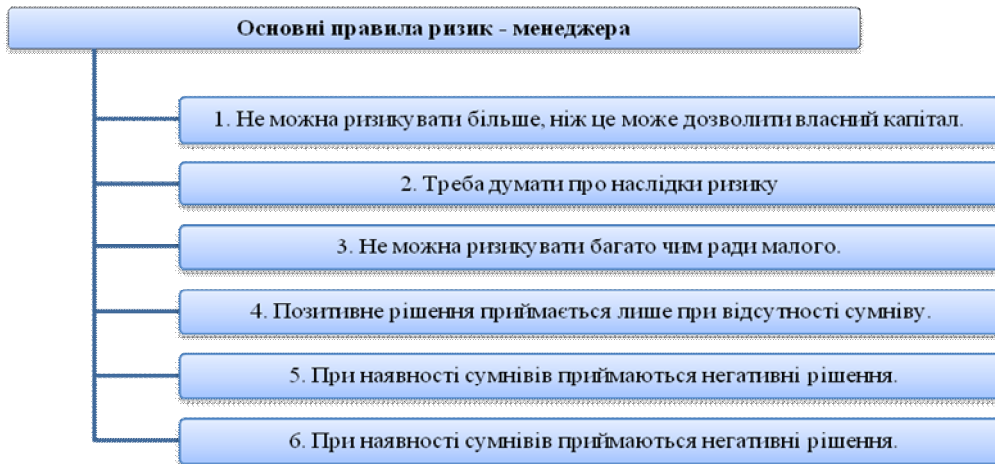 Основні правила ризик - менеджера
1. Не можна ризикувати більше, ніж це може дозволити власний капітал.
2. Треба думати про наслідки ризику
3. Не можна ризикувати багато чим ради малого.
4. Позитивне рішення приймається лише при відсутності сумніву.
5. При наявності сумнівів приймаються негативні рішення.
6. При наявності сумнівів приймаються негативні рішення.